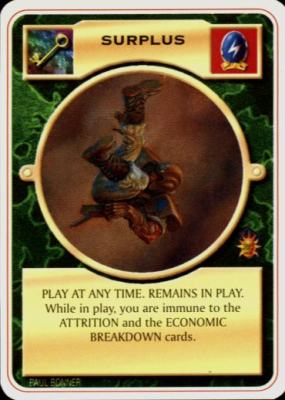 SURPLUS
PLAY AT ANY TIME. REMAINS IN PLAY.
While in play, you are immune to the
ATTRITION and the ECONOMIC
BREAKDOWN cards.
PAUL BONNER